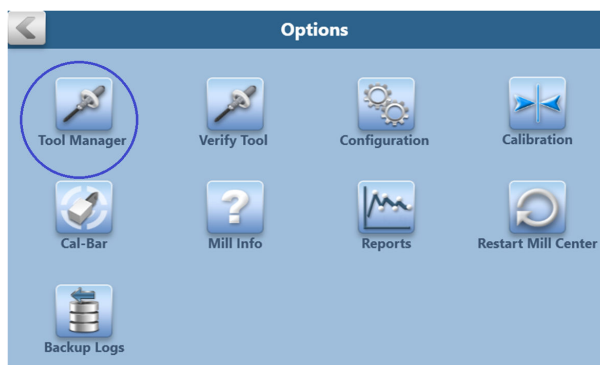 Options
Tool Manager
Verify Tool
Configuration
Calibration
Cal-Bar
Mill Info
Reports
Restart Mill Center
Backup Logs